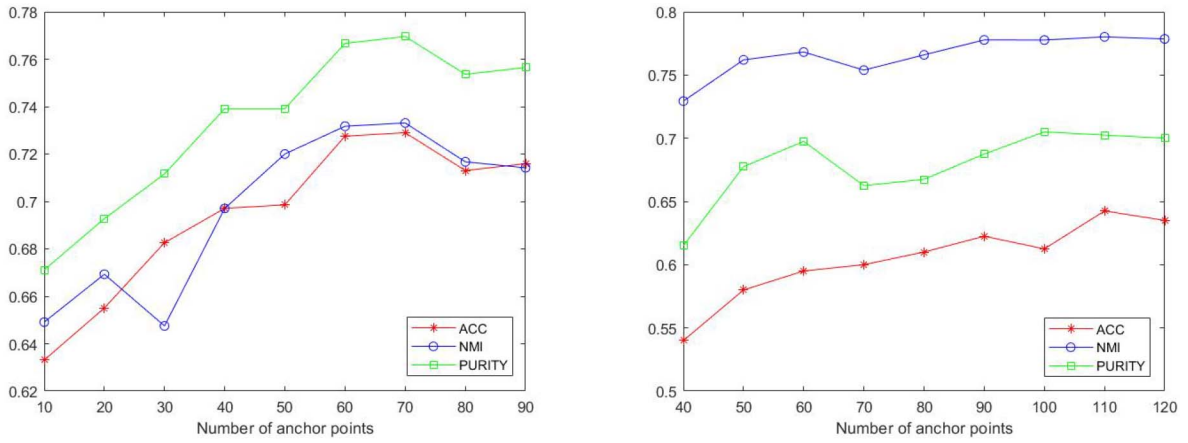 0.78
0.76
0.74
0.72
0.7
0.68
0.66
0.64
0.62
10 20 30 40 50 60 70 80 90
Number of anchor points
ACC
NMI
PURITY
0.8
0.75
0.7
0.65
0.6
0.55
0.5
40 50 60 70 80 90 100 110 120
Number of anchor points
ACC
NMI
PURITY